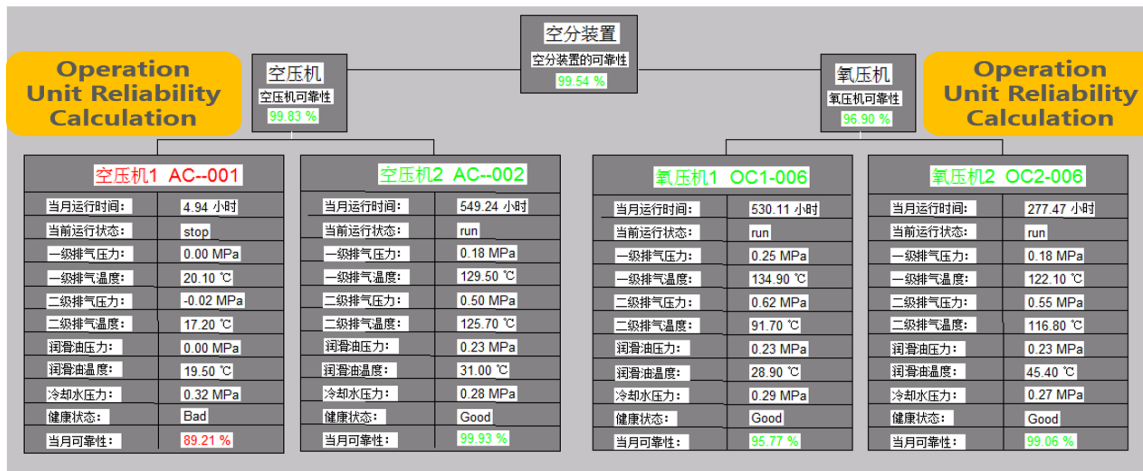 空分装置
空分装置的可靠性
99.54 %
Operation
Unit Reliability
Calculation
空压机
空压机可靠性
99.83 %
氧压机
氧压机可靠性
96.90 %
Operation
Unit Reliability
Calculation
空压机1 AC--001
当月运行时间： 4.94 小时
当前运行状态： stop
一级排气压力： 0.00 MPa
一级排气温度： 20.10 ℃
二级排气压力： -0.02 MPa
二级排气温度： 17.20 ℃
润滑油压力： 0.00 MPa
润滑油温度： 19.50 ℃
冷却水压力： 0.32 MPa
健康状态： Bad
当月可靠性： 89.21 %
空压机2 AC--002
当月运行时间： 549.24 小时
当前运行状态： run
一级排气压力： 0.18 MPa
一级排气温度： 129.50 ℃
二级排气压力： 0.50 MPa
二级排气温度： 125.70 ℃
润滑油压力： 0.23 MPa
润滑油温度： 31.00 ℃
冷却水压力： 0.28 MPa
健康状态： Good
当月可靠性： 99.93 %
氧压机1 OC1-006
当月运行时间： 530.11 小时
当前运行状态： run
一级排气压力： 0.25 MPa
一级排气温度： 134.90 ℃
二级排气压力： 0.62 MPa
二级排气温度： 91.70 ℃
润滑油压力： 0.23 MPa
润滑油温度： 28.90 ℃
冷却水压力： 0.29 MPa
健康状态： Good
当月可靠性： 95.77 %
氧压机2 OC2-006
当月运行时间： 277.47 小时
当前运行状态： run
一级排气压力： 0.18 MPa
一级排气温度： 122.10 ℃
二级排气压力： 0.55 MPa
二级排气温度： 116.80 ℃
润滑油压力： 0.23 MPa
润滑油温度： 45.40 ℃
冷却水压力： 0.27 MPa
健康状态： Good
当月可靠性： 99.06 %